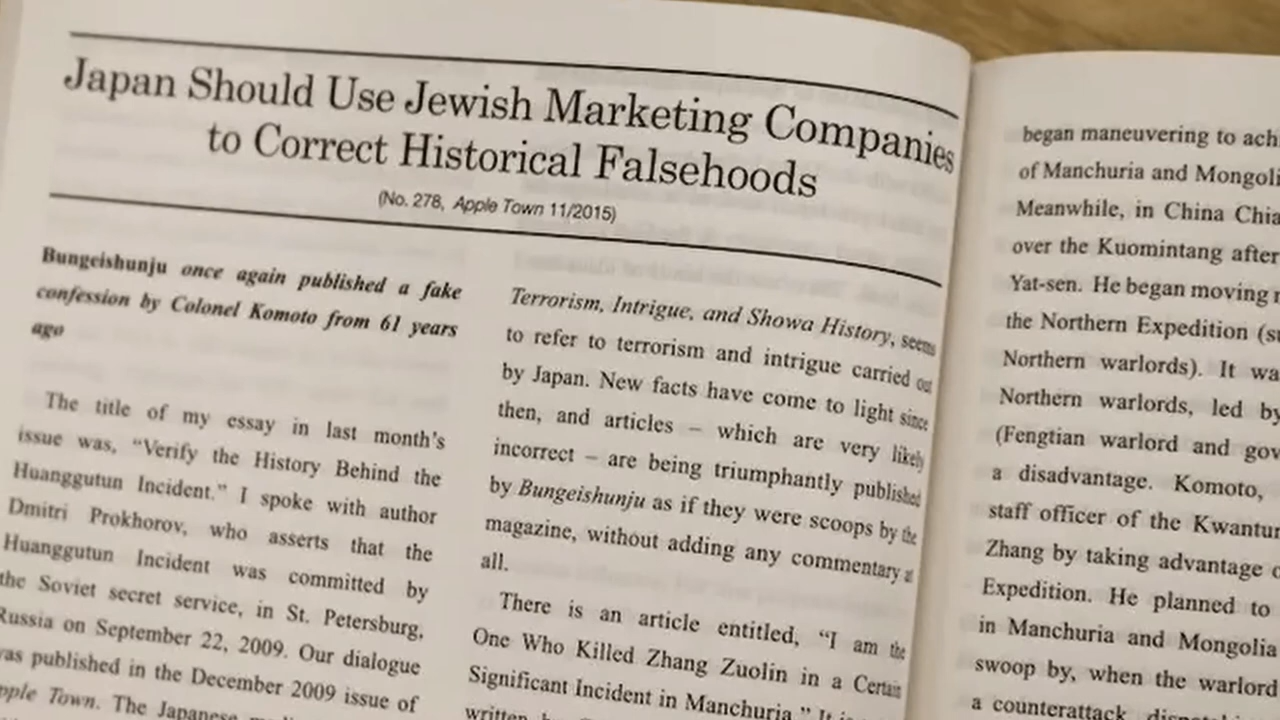 Japan Should Use Jewish Marketing Companies
to Correct Historical Falsehoods
(No. 278, Apple Town 11/2015)
Bungeishunju once again published a fake
confession by Colonel Komoto from 61 years
ago
The title of my essay in last month's
issue was, "Verify the History Behind the
Huanggutun Incident." I spoke with author
Dmitri Prokhorov, who asserts that the
Huanggutun Incident was committed by
the Soviet secret service, in St. Petersburg,
Russia on September 22, 2009. Our dialogue
was published in the December 2009 issue of
Apple Town. The Japanese
Terrorism, Intrigue, and Showa History, seems
to refer to terrorism and intrigue carried out
by Japan. New facts have come to light since
then, and articles – which are very likely
incorrect – are being triumphantly published
by Bungeishunju as if they were scoops by the
magazine, without adding any commentary at
all.
There is an article entitled, "I am the
One Who Killed Zhang Zuolin in a Certain
Significant Incident in Manchuria." It
written
began maneuvering to
of Manchuria and
Meanwhile, in China
over the Kuomintang after
Yat-sen. He began moving
the Northern Expedition
Northern warlords). It
Northern warlords, led by
(Fengtian warlord and
a disadvantage. Komoto,
staff officer of the
Zhang by taking advantage
Expedition. He planned to
in Manchuria and Mongolia
swoop by, when the warlord
a counterattack